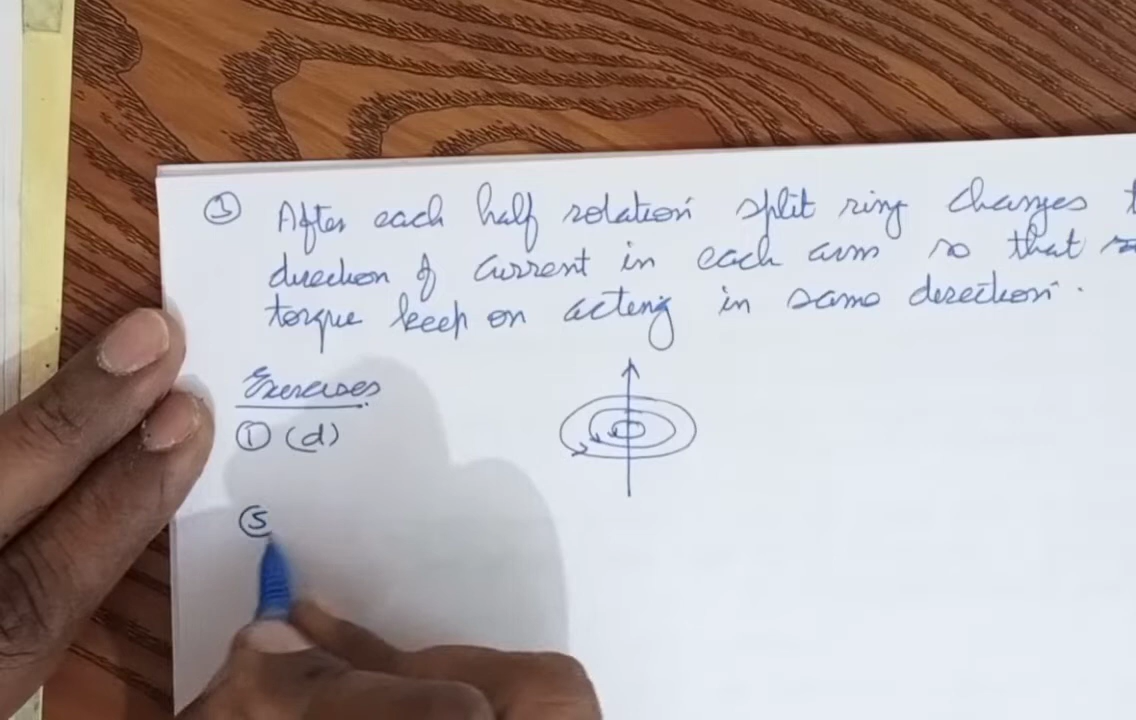 ③ After each half rotation split ring changes
direction of current in each arm so that
torque keep on acting in same direction.
Exercises
① (d)
⑤